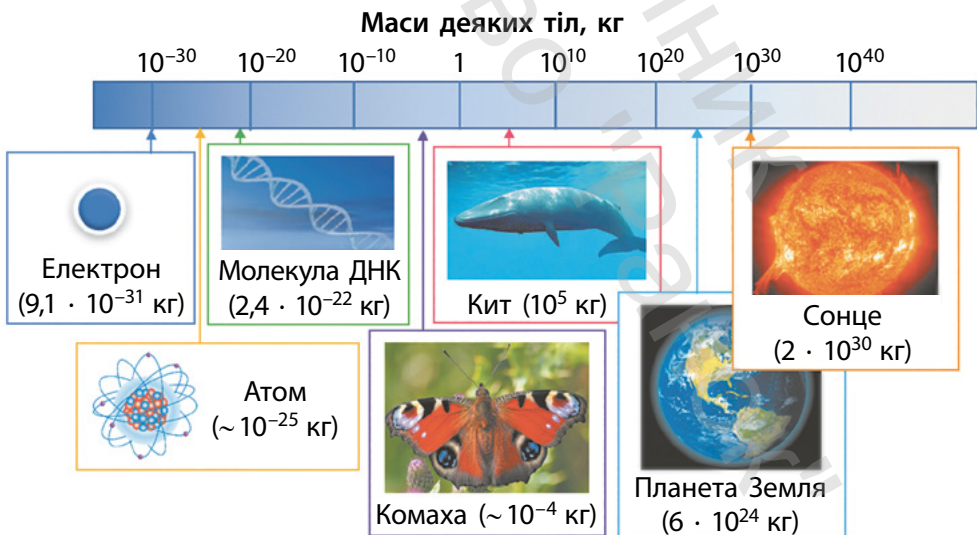 Маси деяких тіл, кг
10⁻³⁰ 10⁻²⁰ 10⁻¹⁰ 1 10¹⁰ 10²⁰ 10³⁰ 10⁴⁰
Електрон
(9,1 · 10⁻³¹ кг)
Молекула ДНК
(2,4 · 10⁻²² кг)
Кит (10⁵ кг)
Сонце
(2 · 10³⁰ кг)
Атом
(~ 10⁻²⁵ кг)
Комаха (~ 10⁻⁴ кг)
Планета Земля
(6 · 10²⁴ кг)